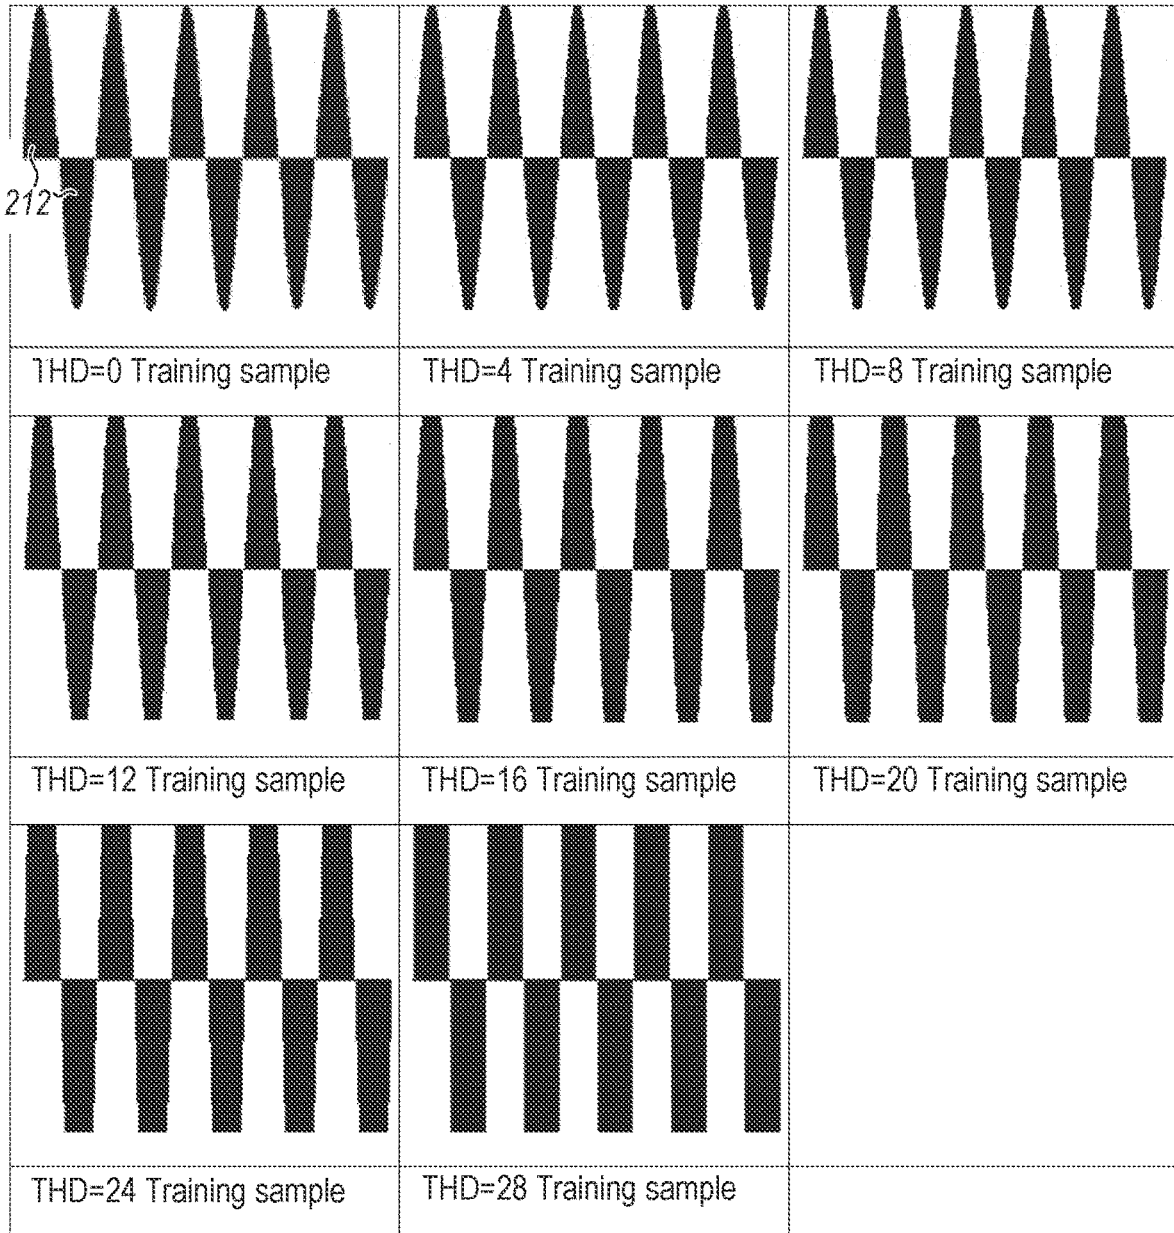 212
THD=0 Training sample
THD=4 Training sample
THD=8 Training sample
THD=12 Training sample
THD=16 Training sample
THD=20 Training sample
THD=24 Training sample
THD=28 Training sample